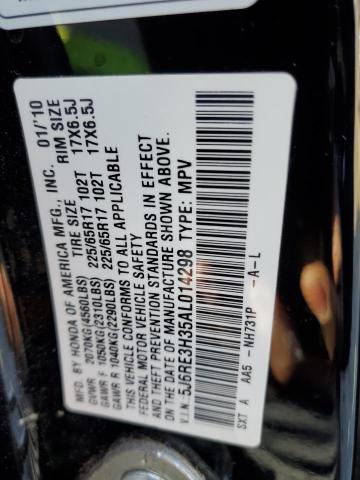 MFD. BY HONDA OF AMERICA MFG., INC. 01/'10
TIRE SIZE RIM SIZE
GVWR 2070KG(4560LBS) 225/65R17 102T 17X6.5J
GAWR F 1050KG(2310LBS) 225/65R17 102T 17X6.5J
GAWR R 1040KG(2290LBS)
THIS VEHICLE CONFORMS TO ALL APPLICABLE
FEDERAL MOTOR VEHICLE SAFETY
AND THEFT PREVENTION STANDARDS IN EFFECT
ON THE DATE OF MANUFACTURE SHOWN ABOVE.
V.I.N: 5J6RE3H35AL014298 TYPE: MPV
SXT A AA5 -NH731P -A-L